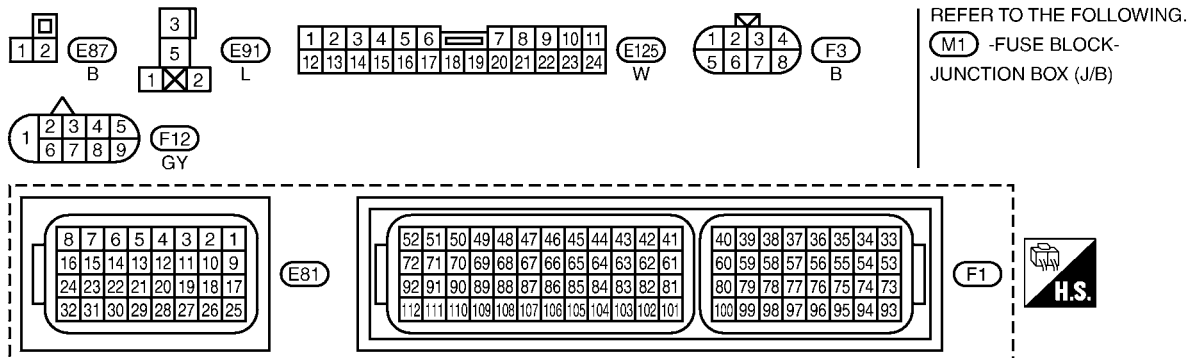 1 2 E87 B
3 5 1 2 E91 L
1 2 3 4 5 6 7 8 9 10 11 E125 W
12 13 14 15 16 17 18 19 20 21 22 23 24
1 2 3 4 F3 B
5 6 7 8
REFER TO THE FOLLOWING.
M1 -FUSE BLOCK-
JUNCTION BOX (J/B)
1 2 3 4 5 F12 GY
6 7 8 9
8 7 6 5 4 3 2 1
16 15 14 13 12 11 10 9
24 23 22 21 20 19 18 17
32 31 30 29 28 27 26 25
E81
52 51 50 49 48 47 46 45 44 43 42 41
72 71 70 69 68 67 66 65 64 63 62 61
92 91 90 89 88 87 86 85 84 83 82 81
112 111 110 109 108 107 106 105 104 103 102 101
40 39 38 37 36 35 34 33
60 59 58 57 56 55 54 53
80 79 78 77 76 75 74 73
100 99 98 97 96 95 94 93
F1
H.S.